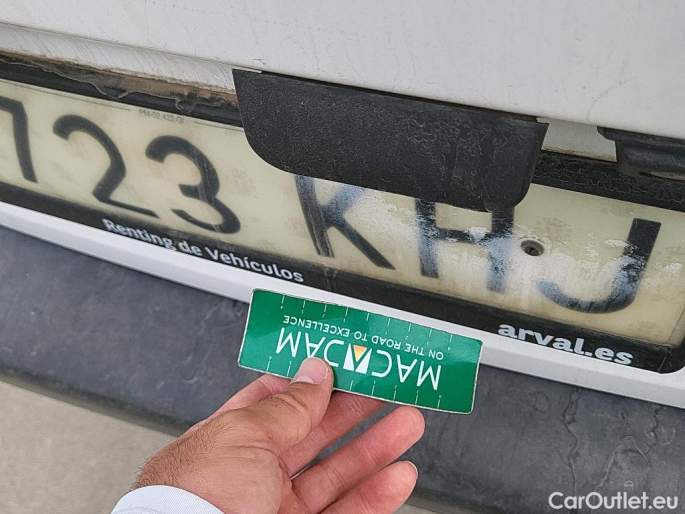 723 KHJ
Renting de Vehículos
arval.es
MACADAM
ON THE ROAD TO EXCELLENCE
CarOutlet.eu